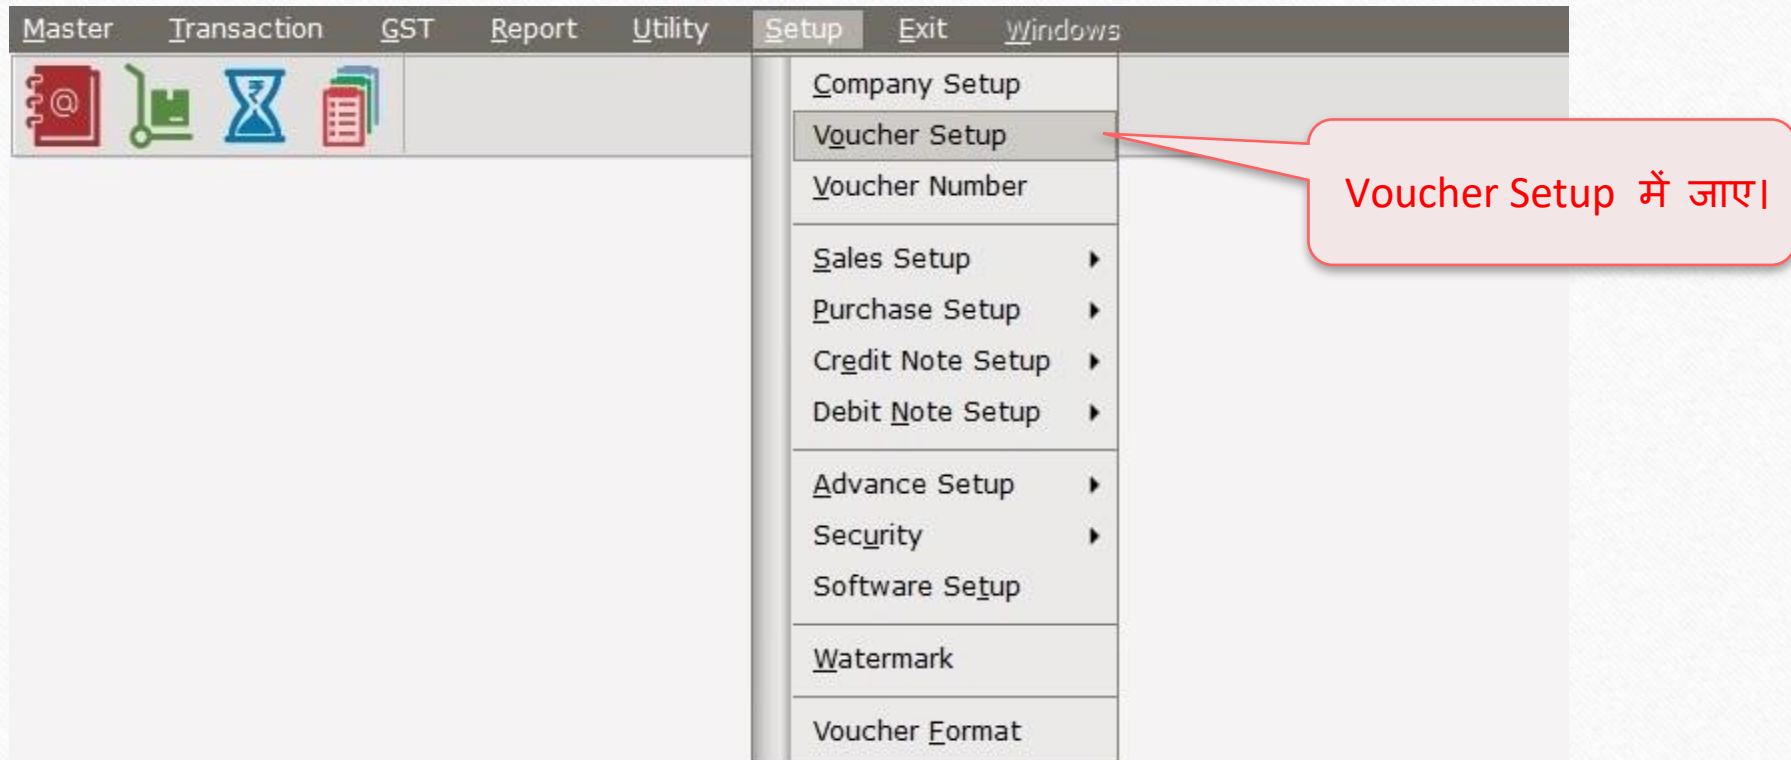 Master Transaction GST Report Utility Setup Exit Windows
Company Setup
Voucher Setup
Voucher Number
Voucher Setup में जाए।
Sales Setup
Purchase Setup
Credit Note Setup
Debit Note Setup
Advance Setup
Security
Software Setup
Watermark
Voucher Format